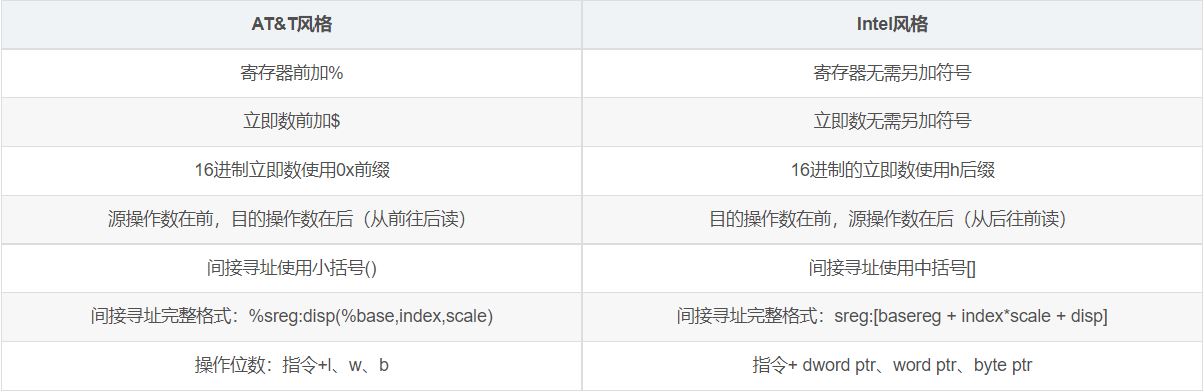 AT&T风格 Intel风格
寄存器前加% 寄存器无需另加符号
立即数前加$ 立即数无需另加符号
16进制立即数使用0x前缀 16进制的立即数使用h后缀
源操作数在前，目的操作数在后（从前往后读） 目的操作数在前，源操作数在后（从后往前读）
间接寻址使用小括号() 间接寻址使用中括号[]
间接寻址完整格式：%sreg:disp(%base,index,scale) 间接寻址完整格式：sreg:[basereg + index*scale + disp]
操作位数：指令+l、w、b 指令+ dword ptr、word ptr、byte ptr